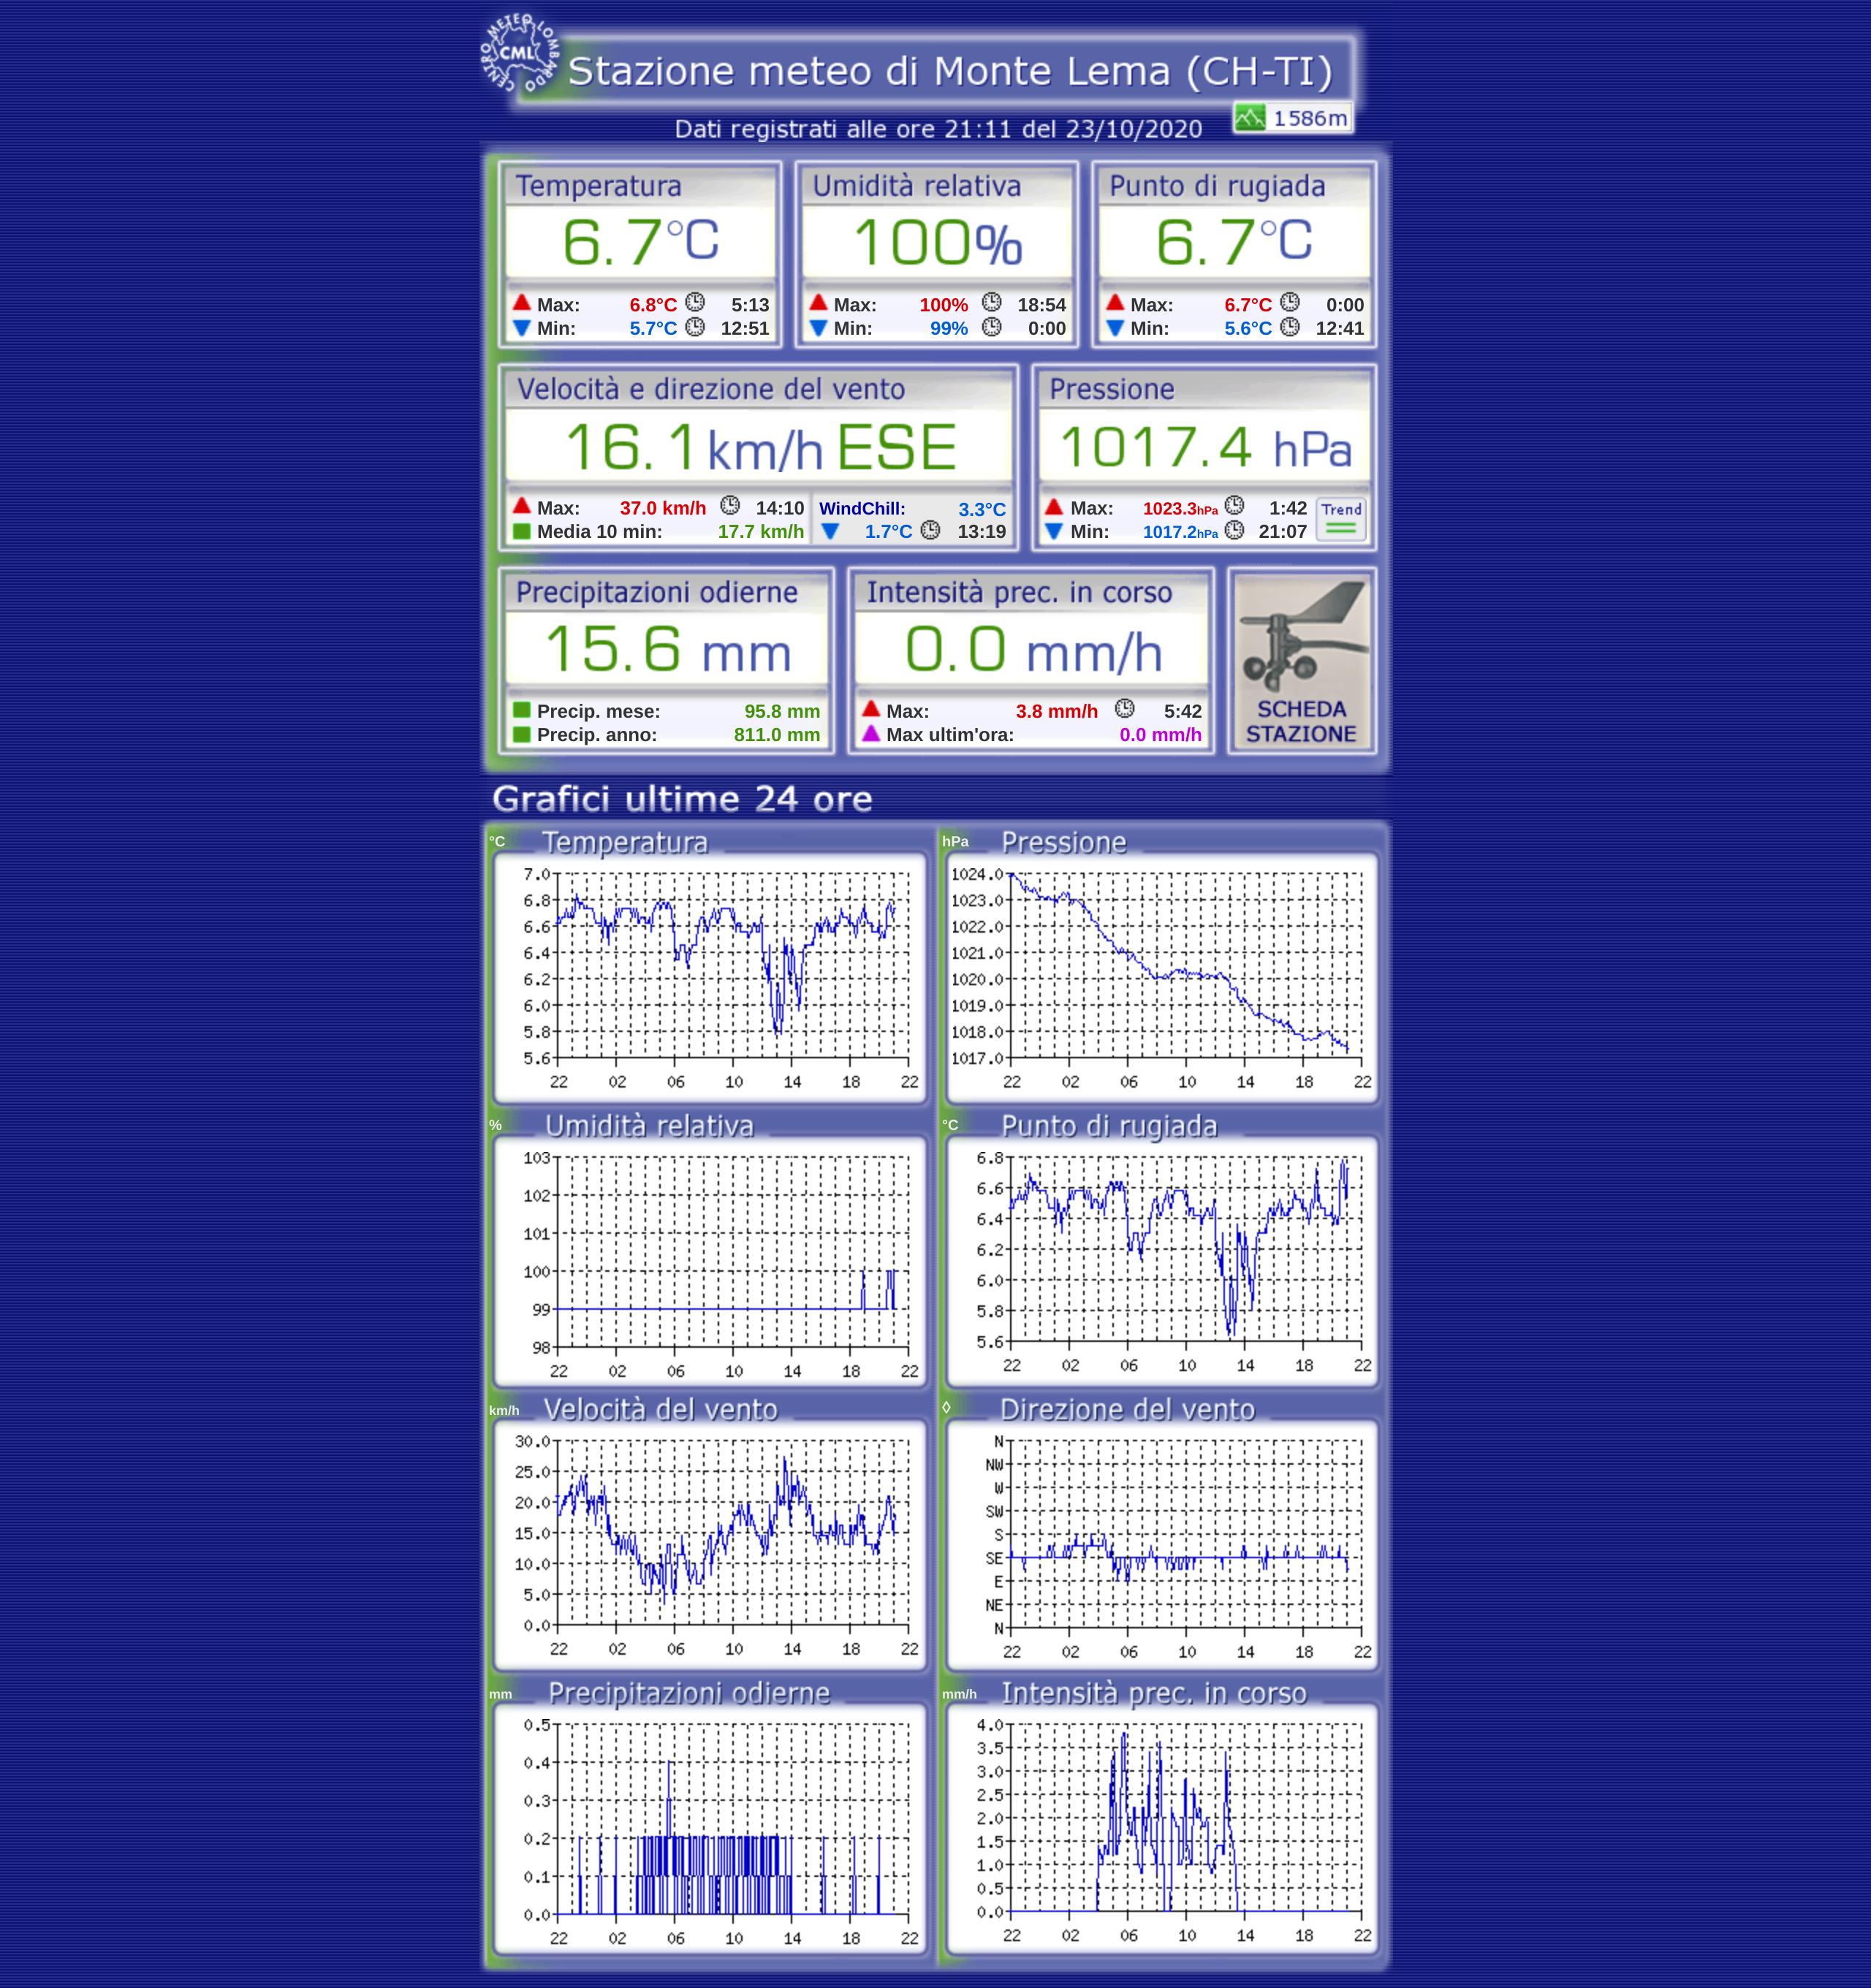 CENTRO METEO LOMBARDO
CML
Stazione meteo di Monte Lema (CH-TI)
1586m
Dati registrati alle ore 21:11 del 23/10/2020
Temperatura
6.7°C
Max: 6.8°C 5:13
Min: 5.7°C 12:51
Umidità relativa
100%
Max: 100% 18:54
Min: 99% 0:00
Punto di rugiada
6.7°C
Max: 6.7°C 0:00
Min: 5.6°C 12:41
Velocità e direzione del vento
16.1km/h ESE
Max: 37.0 km/h 14:10
Media 10 min: 17.7 km/h
WindChill: 3.3°C
1.7°C 13:19
Pressione
1017.4 hPa
Max: 1023.3hPa 1:42
Min: 1017.2hPa 21:07
Trend
Precipitazioni odierne
15.6 mm
Precip. mese: 95.8 mm
Precip. anno: 811.0 mm
Intensità prec. in corso
0.0 mm/h
Max: 3.8 mm/h 5:42
Max ultim'ora: 0.0 mm/h
SCHEDA
STAZIONE
Grafici ultime 24 ore
°C Temperatura
7.0
6.8
6.6
6.4
6.2
6.0
5.8
5.6
22 02 06 10 14 18 22
hPa Pressione
1024.0
1023.0
1022.0
1021.0
1020.0
1019.0
1018.0
1017.0
22 02 06 10 14 18 22
% Umidità relativa
103
102
101
100
99
98
22 02 06 10 14 18 22
°C Punto di rugiada
6.8
6.6
6.4
6.2
6.0
5.8
5.6
22 02 06 10 14 18 22
km/h Velocità del vento
30.0
25.0
20.0
15.0
10.0
5.0
0.0
22 02 06 10 14 18 22
◊ Direzione del vento
N
NW
W
SW
S
SE
E
NE
N
22 02 06 10 14 18 22
mm Precipitazioni odierne
0.5
0.4
0.3
0.2
0.1
0.0
22 02 06 10 14 18 22
mm/h Intensità prec. in corso
4.0
3.5
3.0
2.5
2.0
1.5
1.0
0.5
0.0
22 02 06 10 14 18 22